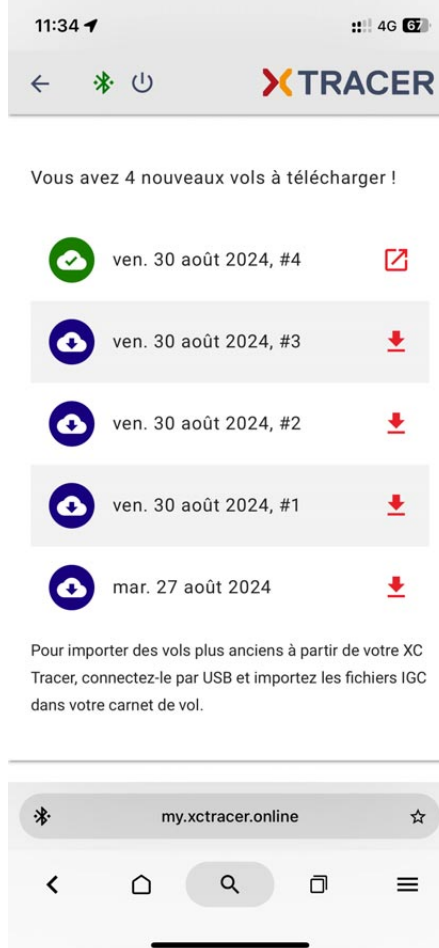 11:34
4G 67
XTRACER
Vous avez 4 nouveaux vols à télécharger !
ven. 30 août 2024, #4
ven. 30 août 2024, #3
ven. 30 août 2024, #2
ven. 30 août 2024, #1
mar. 27 août 2024
Pour importer des vols plus anciens à partir de votre XC
Tracer, connectez-le par USB et importez les fichiers IGC
dans votre carnet de vol.
my.xctracer.online